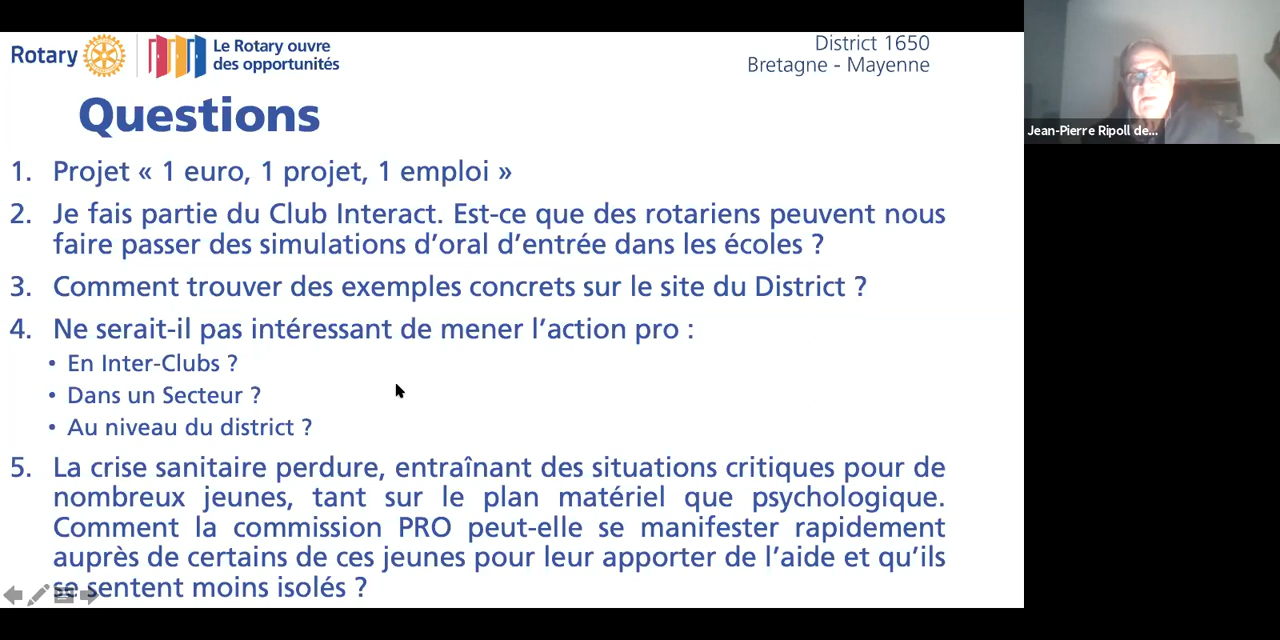 Rotary
Le Rotary ouvre
des opportunités
District 1650
Bretagne - Mayenne
Jean-Pierre Ripoll de...
Questions
1. Projet « 1 euro, 1 projet, 1 emploi »
2. Je fais partie du Club Interact. Est-ce que des rotariens peuvent nous
faire passer des simulations d’oral d’entrée dans les écoles ?
3. Comment trouver des exemples concrets sur le site du District ?
4. Ne serait-il pas intéressant de mener l’action pro :
• En Inter-Clubs ?
• Dans un Secteur ?
• Au niveau du district ?
5. La crise sanitaire perdure, entraînant des situations critiques pour de
nombreux jeunes, tant sur le plan matériel que psychologique.
Comment la commission PRO peut-elle se manifester rapidement
auprès de certains de ces jeunes pour leur apporter de l’aide et qu’ils
se sentent moins isolés ?